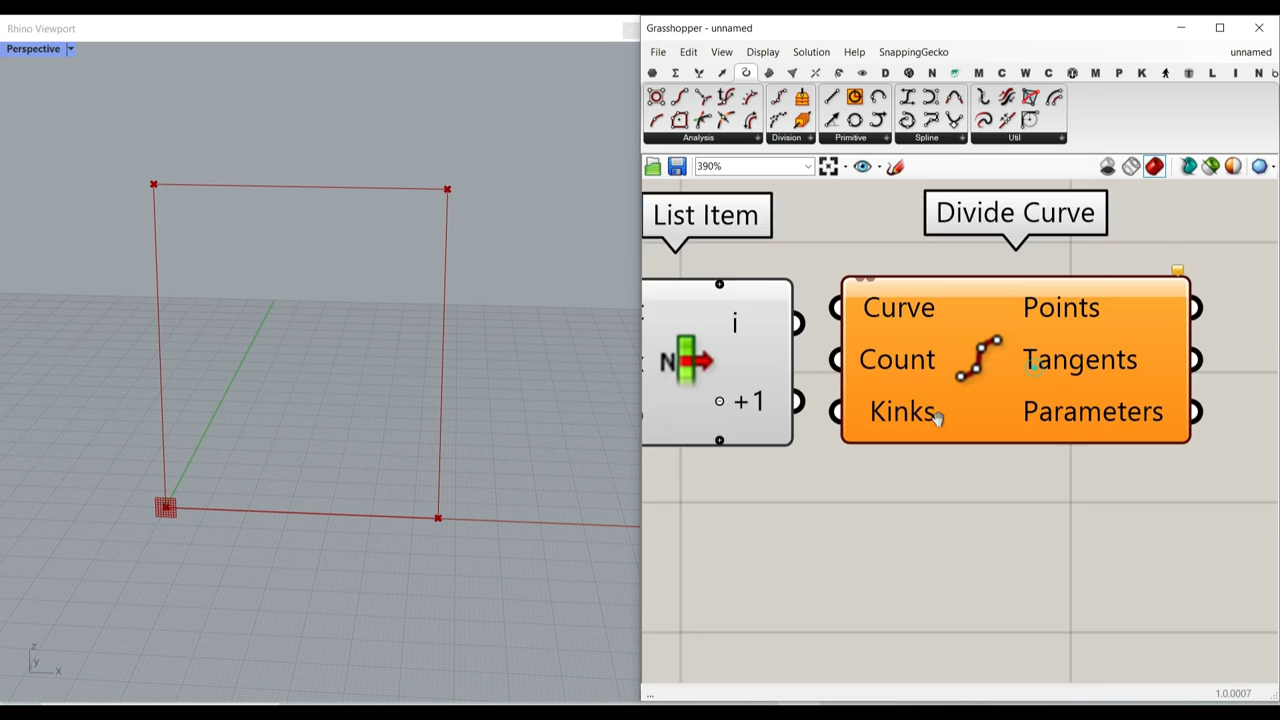 Rhino Viewport
Perspective
z
y
x
Grasshopper - unnamed
File Edit View Display Solution Help SnappingGecko unnamed
D N M C W C M P K L I N
Analysis Division Primitive Spline Util
390%
List Item
Divide Curve
i
N
+1
Curve
Count
Kinks
Points
Tangents
Parameters
...
1.0.0007